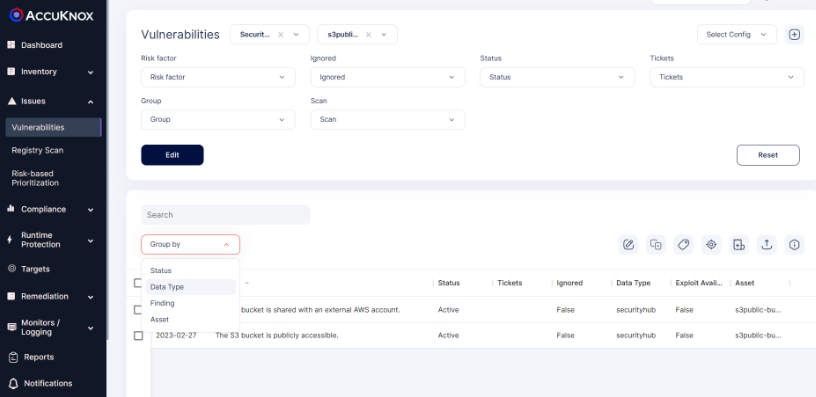 ACCUKNOX
Dashboard
Inventory
Issues
Vulnerabilities
Registry Scan
Risk-based
Prioritization
Compliance
Runtime
Protection
Targets
Remediation
Monitors /
Logging
Reports
Notifications
Vulnerabilities
Securit...
s3publi...
Select Config
Risk factor
Ignored
Status
Tickets
Risk factor
Ignored
Status
Tickets
Group
Scan
Group
Scan
Edit
Reset
Search
Group by
Status
Data Type
Finding
Asset
Status
Tickets
Ignored
Data Type
Exploit Avai...
Asset
bucket is shared with an external AWS account.
Active
False
securityhub
False
s3public-bu...
2023-02-27
The S3 bucket is publicly accessible.
Active
False
securityhub
False
s3public-bu...